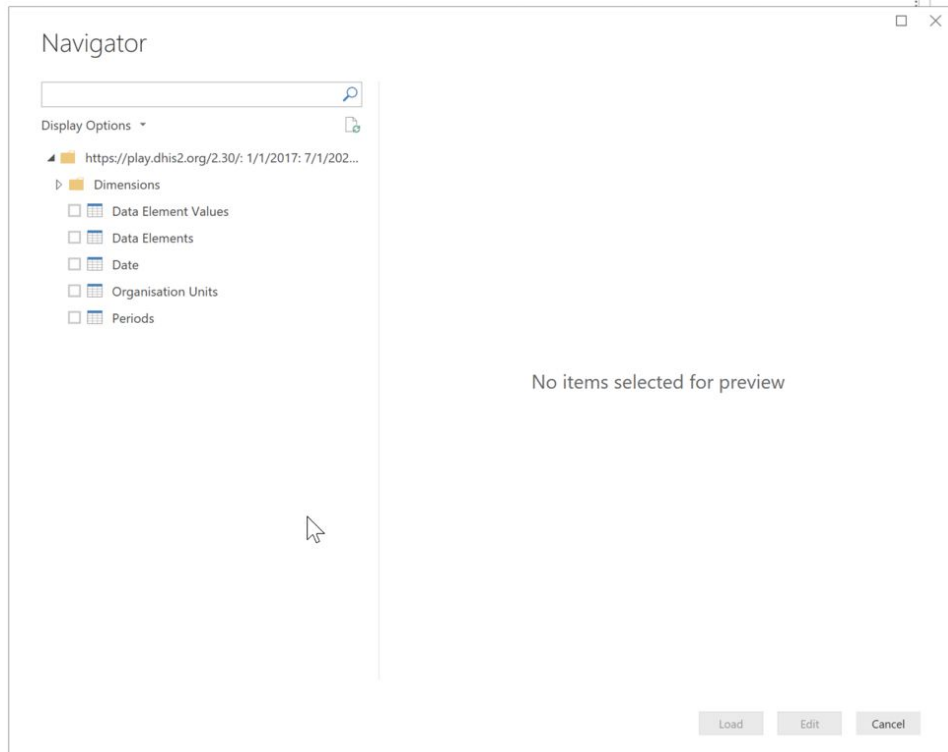 Navigator
Display Options
https://play.dhis2.org/2.30/: 1/1/2017: 7/1/202...
Dimensions
Data Element Values
Data Elements
Date
Organisation Units
Periods
No items selected for preview
Load Edit Cancel